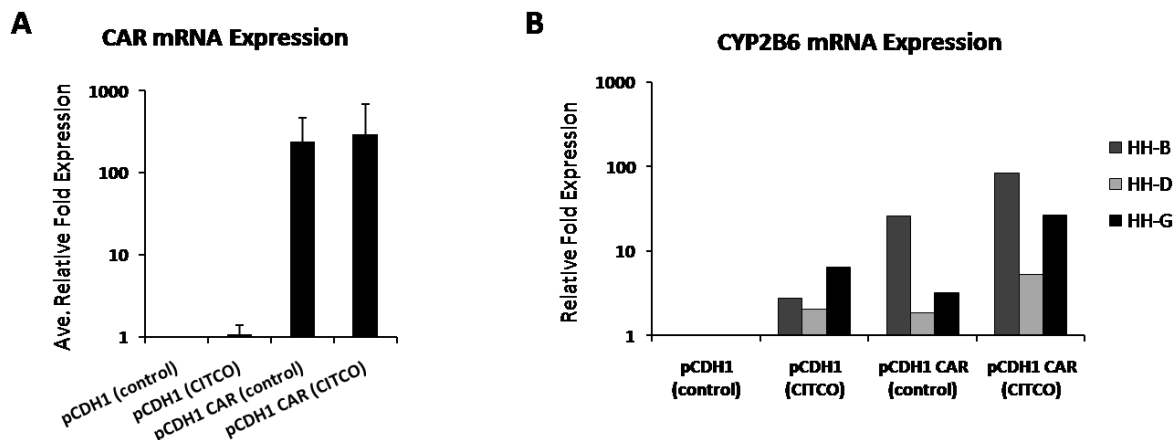 A
CAR mRNA Expression
Ave. Relative Fold Expression
1000
100
10
1
pCDH1 (control)
pCDH1 (CITCO)
pCDH1 CAR (control)
pCDH1 CAR (CITCO)
B
CYP2B6 mRNA Expression
Relative Fold Expression
1000
100
10
1
pCDH1
(control)
pCDH1
(CITCO)
pCDH1 CAR
(control)
pCDH1 CAR
(CITCO)
HH-B
HH-D
HH-G